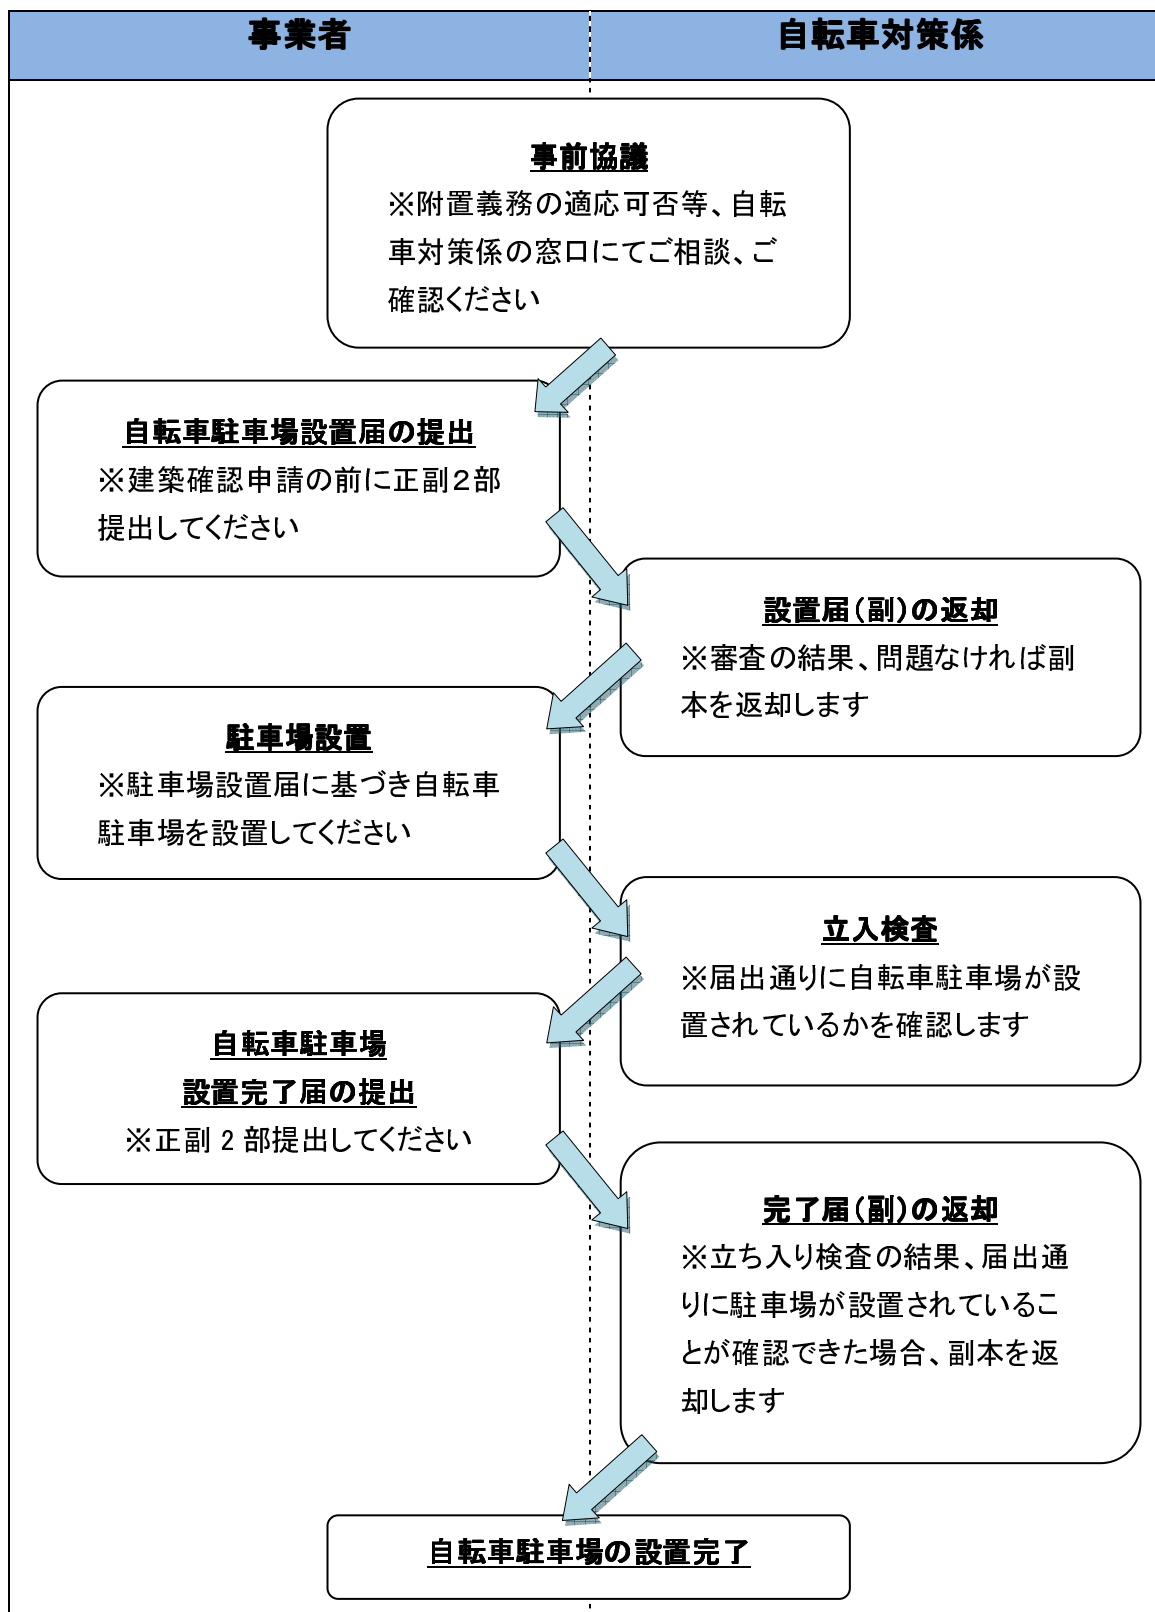 事業者
自転車対策係
事前協議
※附置義務の適応可否等、自転
車対策係の窓口にてご相談、ご
確認ください
自転車駐車場設置届の提出
※建築確認申請の前に正副２部
提出してください
設置届（副）の返却
※審査の結果、問題なければ副
本を返却します
駐車場設置
※駐車場設置届に基づき自転車
駐車場を設置してください
立入検査
※届出通りに自転車駐車場が設
置されているかを確認します
自転車駐車場
設置完了届の提出
※正副 2 部提出してください
完了届（副）の返却
※立ち入り検査の結果、届出通
りに駐車場が設置されているこ
とが確認できた場合、副本を返
却します
自転車駐車場の設置完了